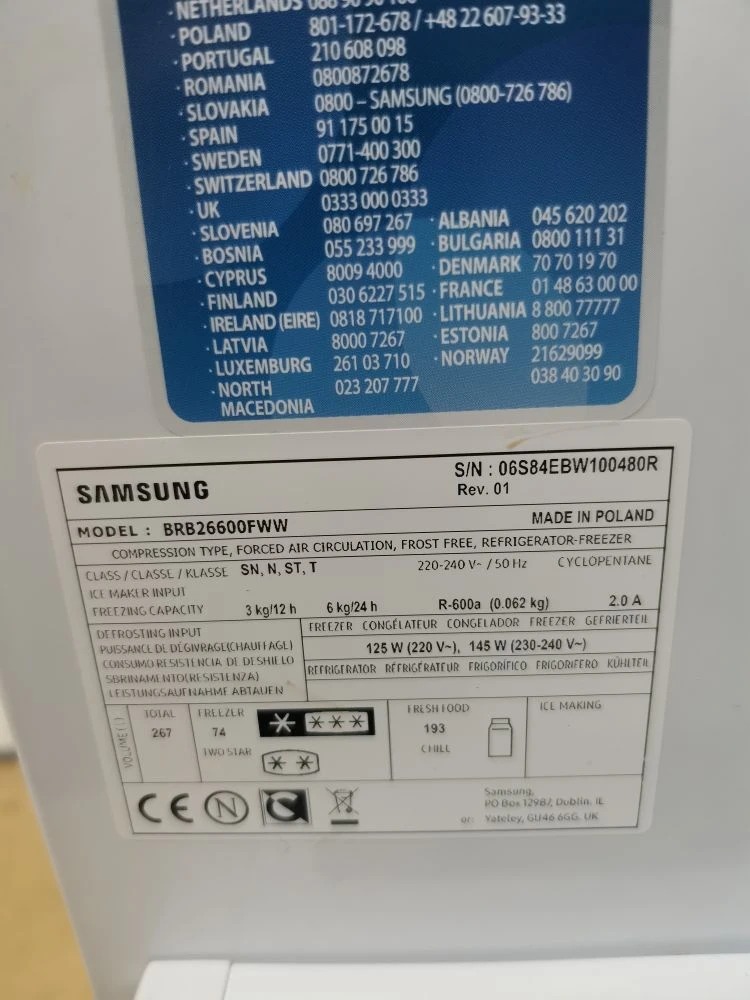 · NETHERLANDS 088 90 90 100
· POLAND 801-172-678 / +48 22 607-93-33
· PORTUGAL 210 608 098
· ROMANIA 0800872678
· SLOVAKIA 0800 – SAMSUNG (0800-726 786)
· SPAIN 91 175 00 15
· SWEDEN 0771-400 300
· SWITZERLAND 0800 726 786
· UK 0333 000 0333
· SLOVENIA 080 697 267 · ALBANIA 045 620 202
· BOSNIA 055 233 999 · BULGARIA 0800 111 31
· CYPRUS 8009 4000 · DENMARK 70 70 19 70
· FINLAND 030 6227 515 · FRANCE 01 48 63 00 00
· IRELAND (EIRE) 0818 717100 · LITHUANIA 8 800 77777
· LATVIA 8000 7267 · ESTONIA 800 7267
· LUXEMBURG 261 03 710 · NORWAY 21629099
· NORTH 023 207 777 038 40 30 90
MACEDONIA
SAMSUNG
S/N : 06S84EBW100480R
Rev. 01
MODEL : BRB26600FWW MADE IN POLAND
COMPRESSION TYPE, FORCED AIR CIRCULATION, FROST FREE, REFRIGERATOR-FREEZER
CLASS / CLASSE / KLASSE SN, N, ST, T 220-240 V~ / 50 Hz CYCLOPENTANE
ICE MAKER INPUT
FREEZING CAPACITY 3 kg/12 h 6 kg/24 h R-600a (0.062 kg) 2.0 A
DEFROSTING INPUT
PUISSANCE DE DÉGIVRAGE(CHAUFFAGE)
CONSUMO RESISTENCIA DE DESHIELO
SBRINAMENTO(RESISTENZA)
LEISTUNGSAUFNAHME ABTAUEN
FREEZER CONGÉLATEUR CONGELADOR FREEZER GEFRIERTEIL
125 W (220 V~), 145 W (230-240 V~)
REFRIGERATOR RÉFRIGÉRATEUR FRIGORÍFICO FRIGORIFERO KÜHLTEIL
VOLUME ( L )
TOTAL
267
FREEZER
74
TWO STAR
FRESH FOOD
193
CHILL
ICE MAKING
CE N
Samsung,
PO Box 12987, Dublin. IE
or: Yateley, GU46 6GG. UK